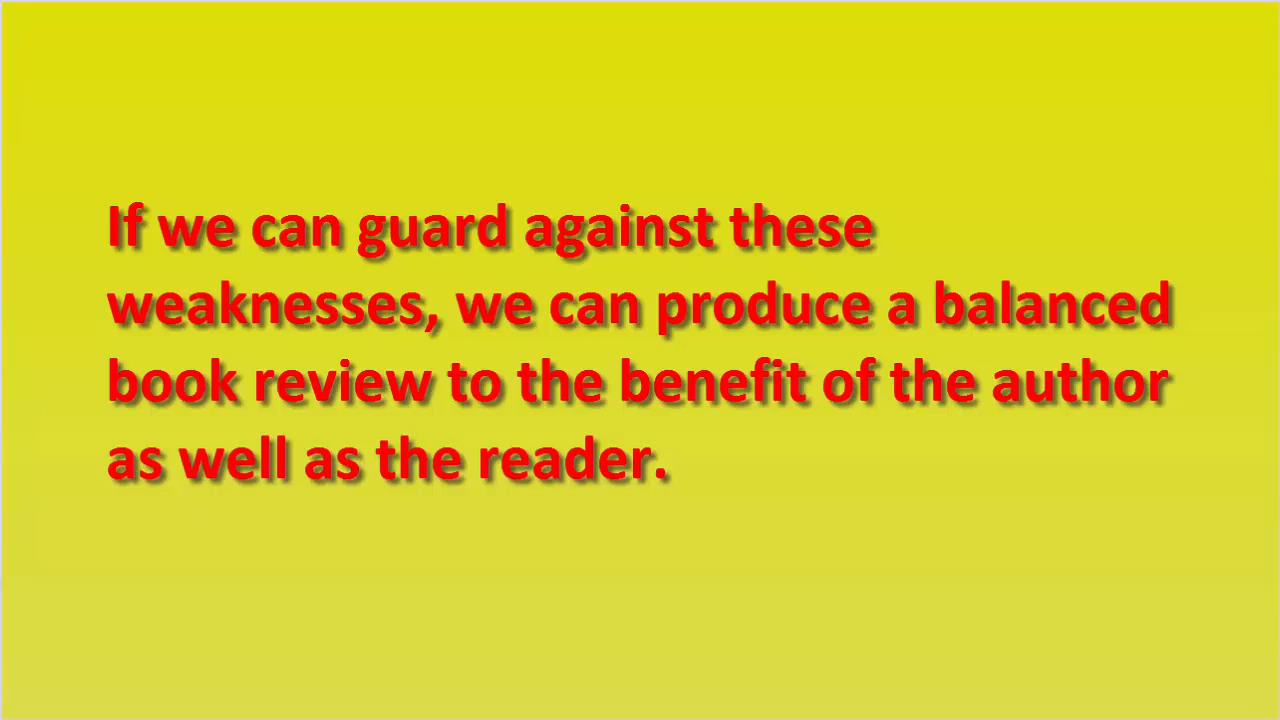 If we can guard against these
weaknesses, we can produce a balanced
book review to the benefit of the author
as well as the reader.